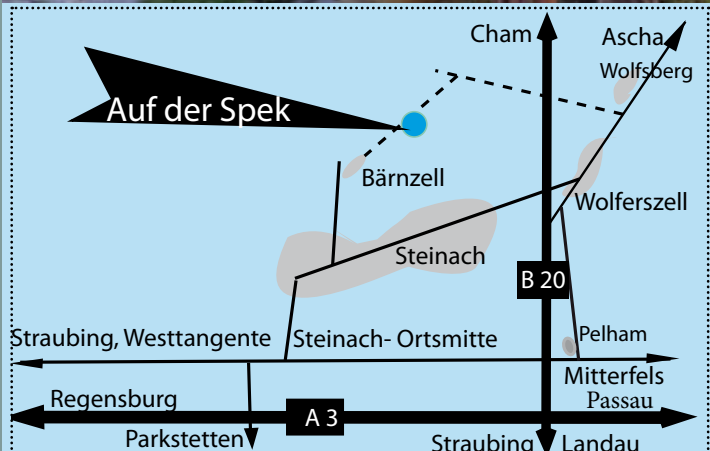 Cham
Ascha
Wolfsberg
Auf der Spek
Bärnzell
Wolferszell
Steinach
B 20
Straubing, Westtangente
Steinach- Ortsmitte
Pelham
Mitterfels
Regensburg
Passau
A 3
Parkstetten
Straubing
Landau